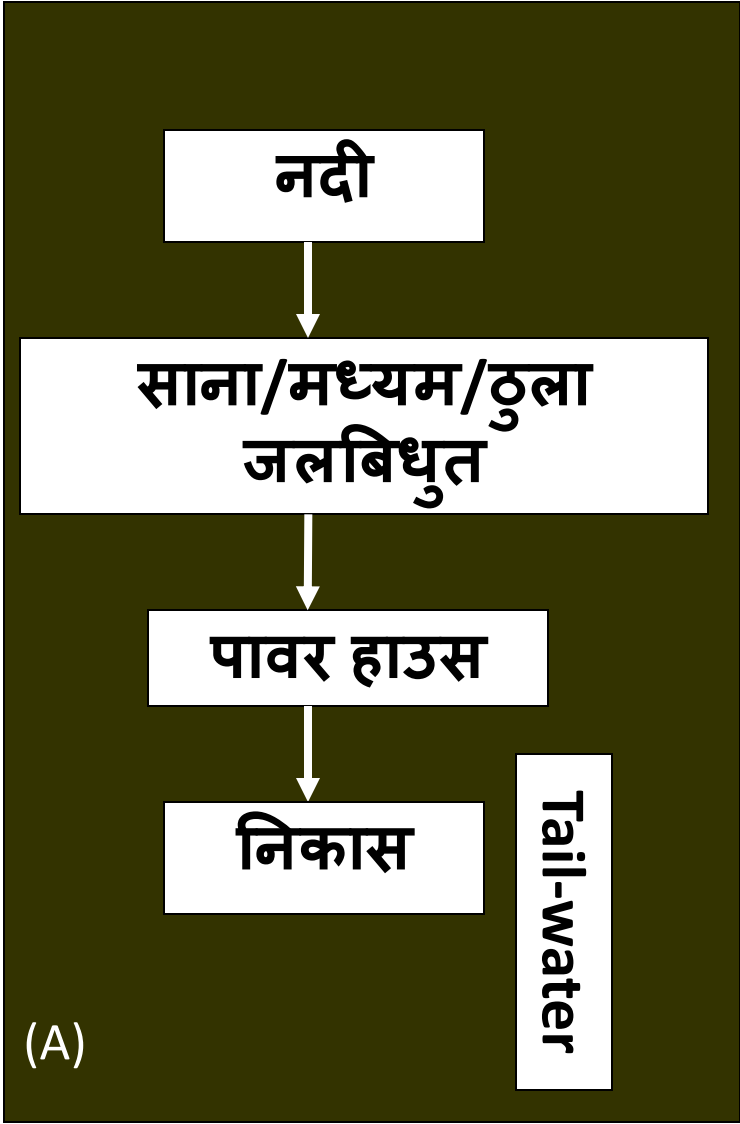 नदी
साना/मध्यम/ठुला
जलबिधुत
पावर हाउस
निकास
Tail-water
(A)